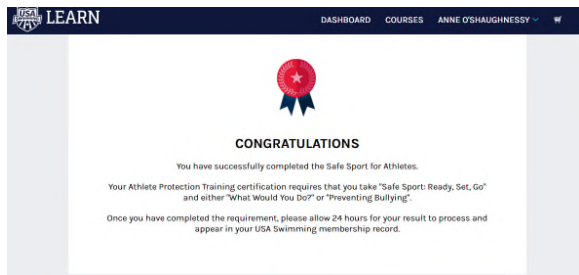 USA
SWIMMING
LEARN
DASHBOARD COURSES ANNE O'SHAUGHNESSY
CONGRATULATIONS
You have successfully completed the Safe Sport for Athletes.
Your Athlete Protection Training certification requires that you take "Safe Sport: Ready, Set, Go"
and either "What Would You Do?" or "Preventing Bullying".
Once you have completed the requirement, please allow 24 hours for your result to process and
appear in your USA Swimming membership record.